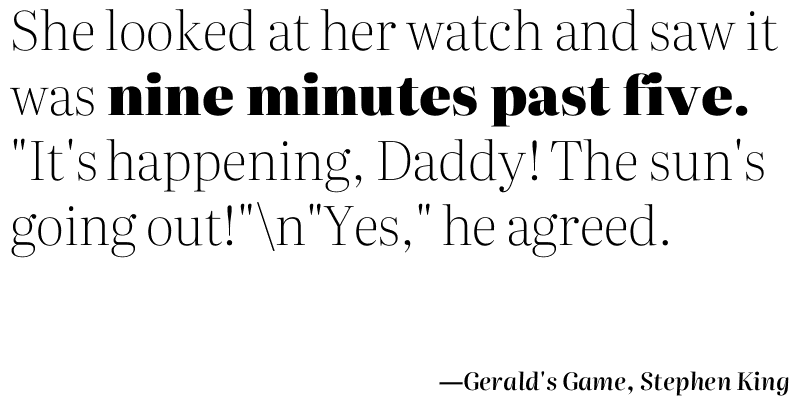 She looked at her watch and saw it
was nine minutes past five.
"It's happening, Daddy! The sun's
going out!"\n"Yes," he agreed.
—Gerald's Game, Stephen King